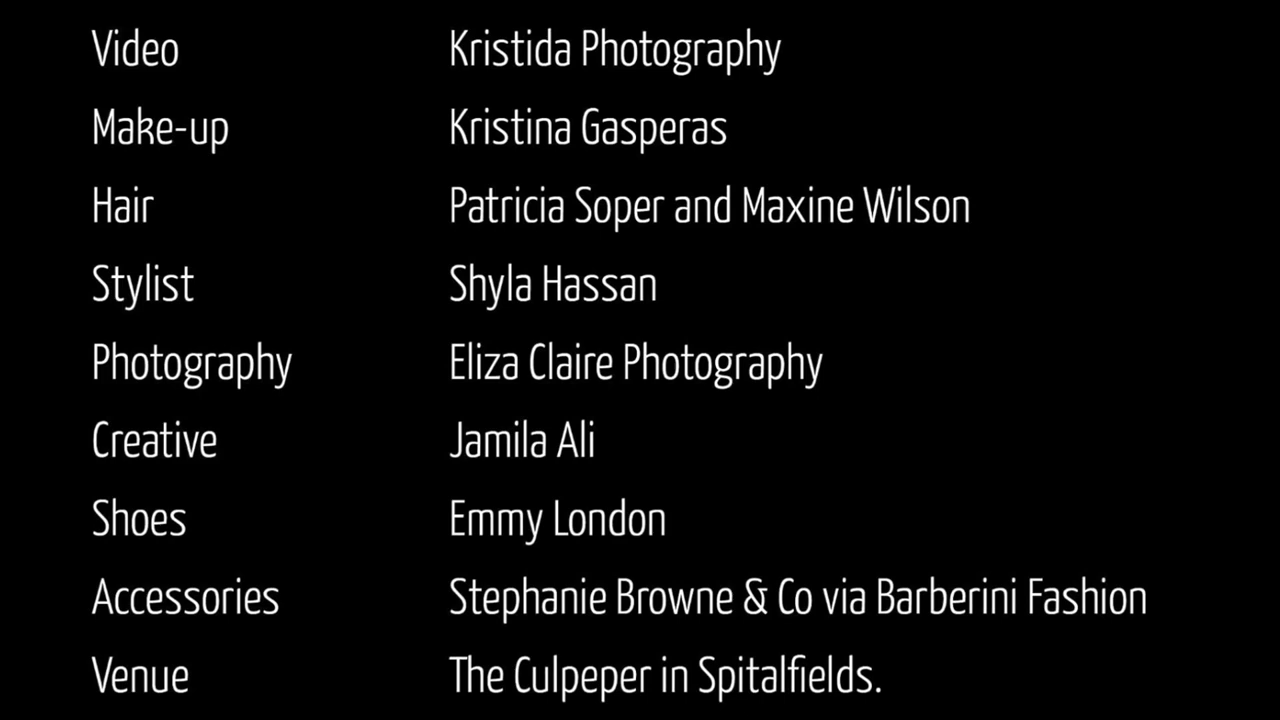 Video Kristida Photography
Make-up Kristina Gasperas
Hair Patricia Soper and Maxine Wilson
Stylist Shyla Hassan
Photography Eliza Claire Photography
Creative Jamila Ali
Shoes Emmy London
Accessories Stephanie Browne & Co via Barberini Fashion
Venue The Culpeper in Spitalfields.